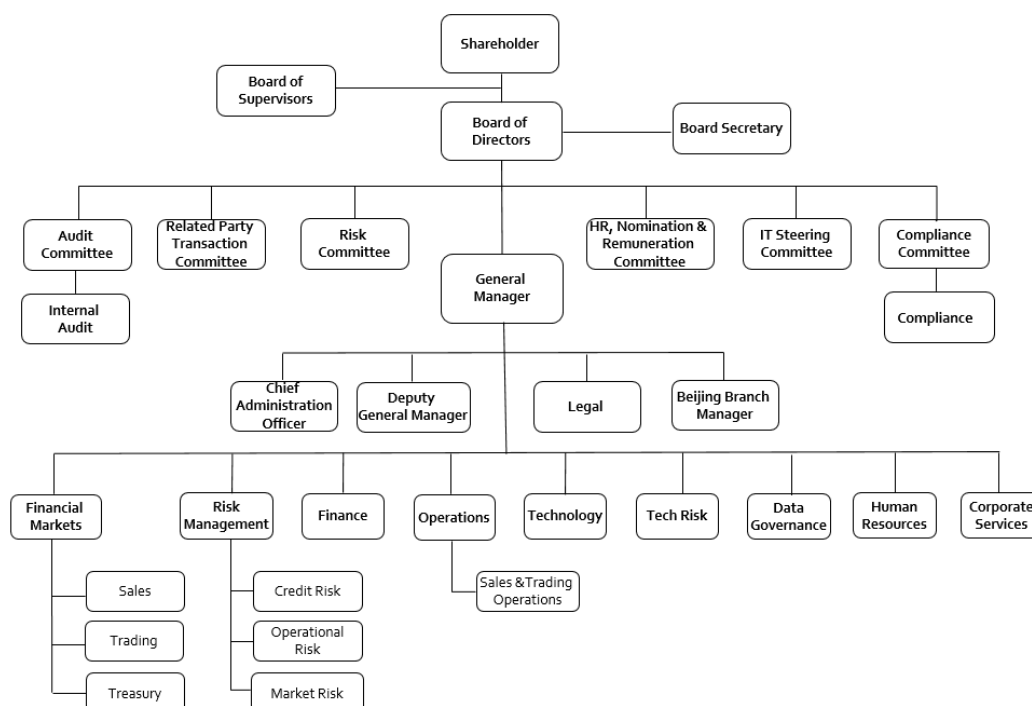 Shareholder
Board of
Supervisors
Board of
Directors
Board Secretary
Audit
Committee
Related Party
Transaction
Committee
Risk
Committee
HR, Nomination &
Remuneration
Committee
IT Steering
Committee
Compliance
Committee
General
Manager
Internal
Audit
Compliance
Chief
Administration
Officer
Deputy
General Manager
Legal
Beijing Branch
Manager
Financial
Markets
Risk
Management
Finance
Operations
Technology
Tech Risk
Data
Governance
Human
Resources
Corporate
Services
Sales
Trading
Treasury
Credit Risk
Operational
Risk
Market Risk
Sales &Trading
Operations